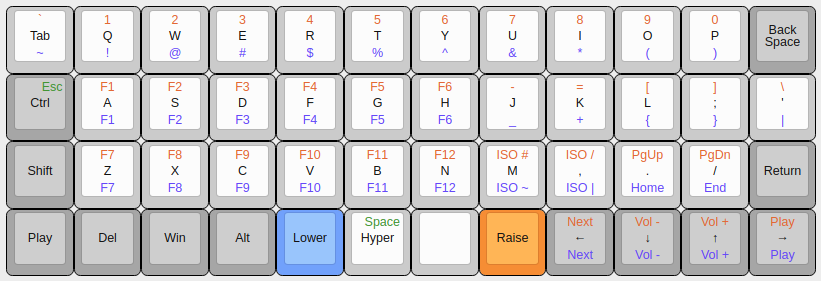 ` 1 2 3 4 5 6 7 8 9 0
Tab Q W E R T Y U I O P Back
Space
~ ! @ # $ % ^ & * ( )
Esc F1 F2 F3 F4 F5 F6 - = [ ] \
Ctrl A S D F G H J K L ; '
F1 F2 F3 F4 F5 F6 _ + { } |
F7 F8 F9 F10 F11 F12 ISO # ISO / PgUp PgDn
Shift Z X C V B N M , . / Return
F7 F8 F9 F10 F11 F12 ISO ~ ISO | Home End
Space Next Vol - Vol + Play
Play Del Win Alt Lower Hyper Raise ← ↓ ↑ →
Next Vol - Vol + Play